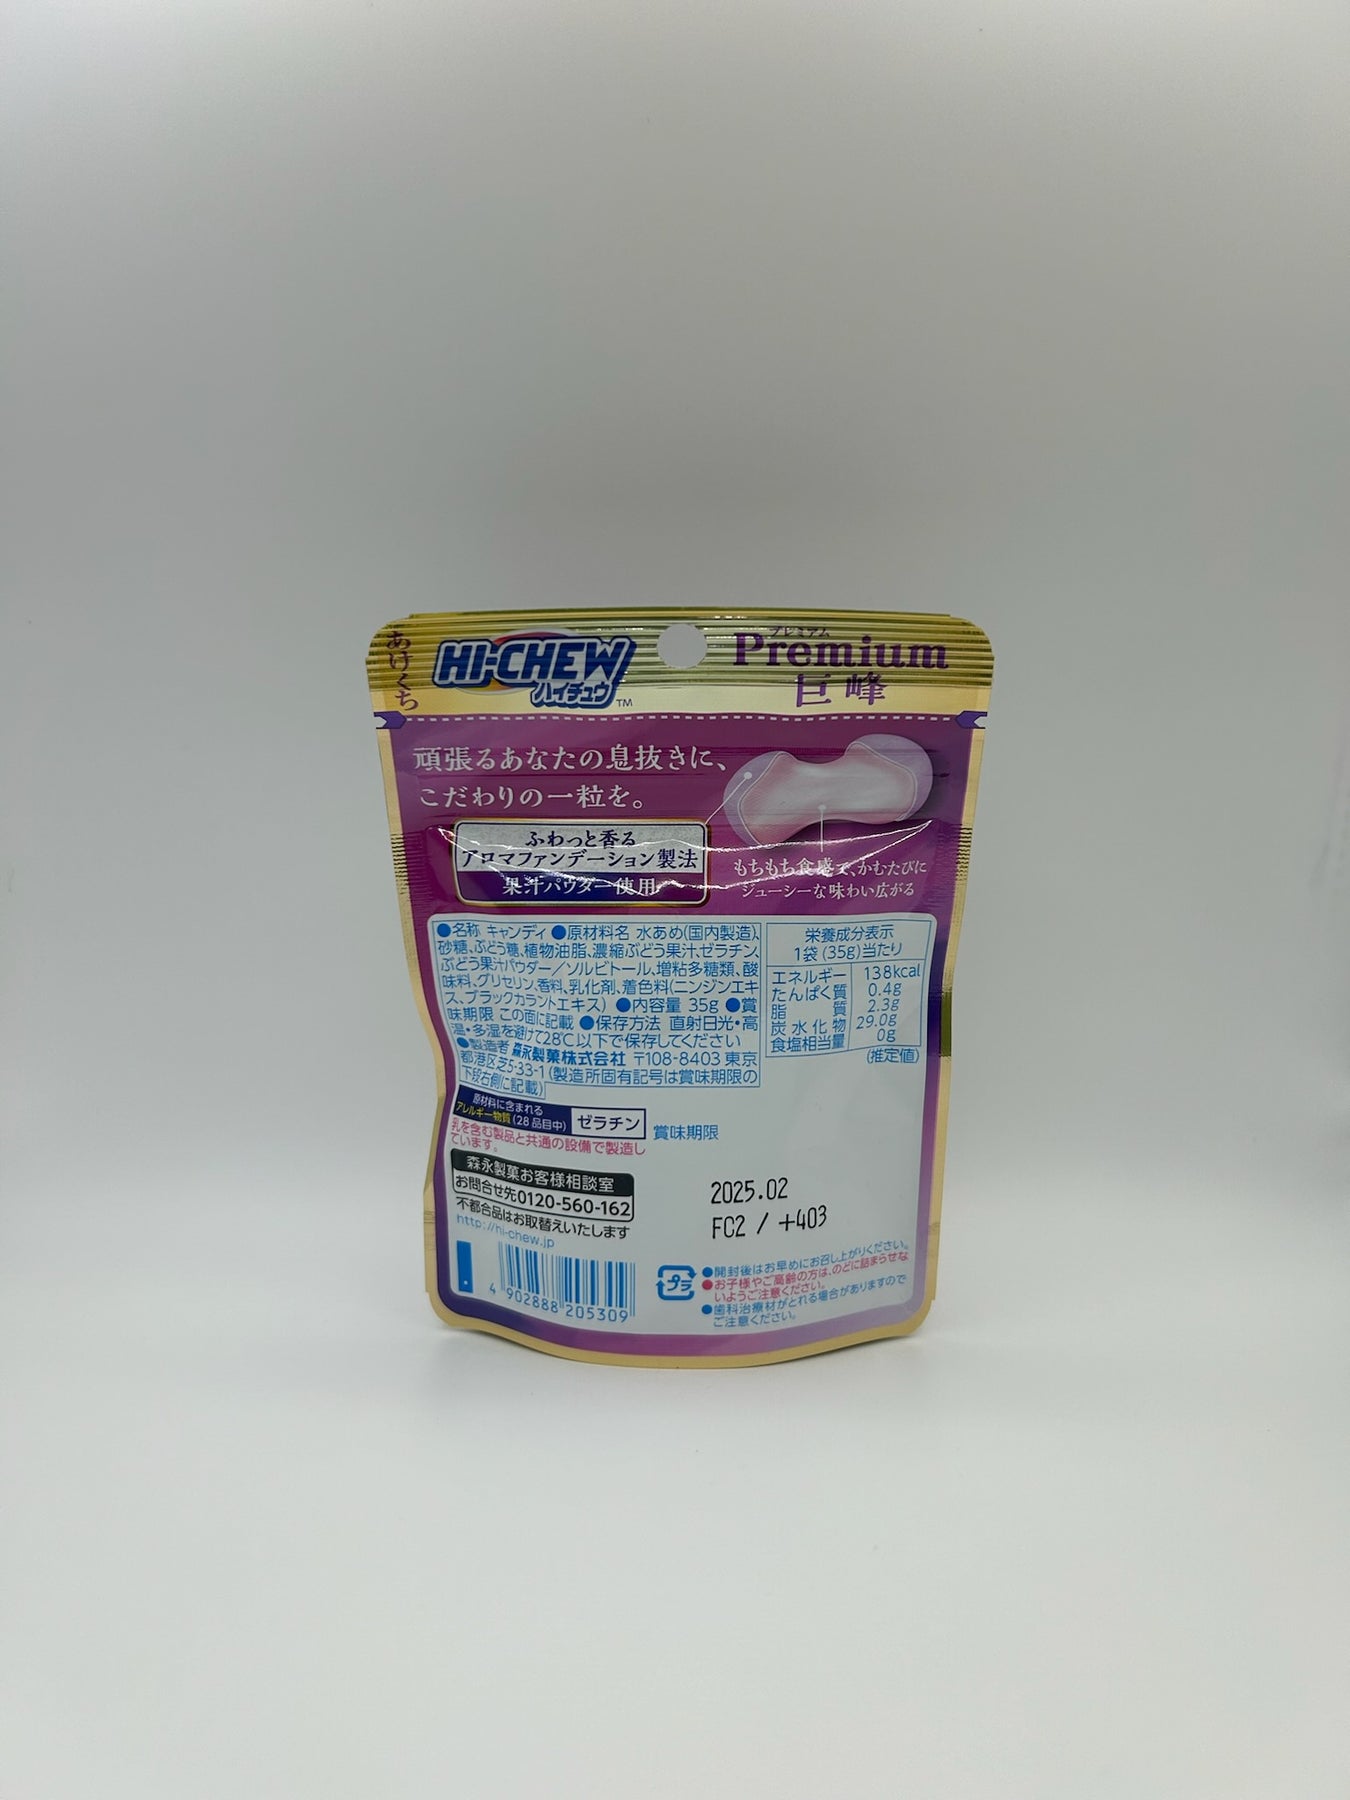 あけくち
HI-CHEW
ハイチュウ
TM
プレミアム
Premium
巨峰
頑張るあなたの息抜きに、
こだわりの一粒を。
ふわっと香る
アロマファンデーション製法
果汁パウダー使用
もちもち食感で、かむたびに
ジューシーな味わい広がる
●名称 キャンディ ●原材料名 水あめ(国内製造)、
砂糖、ぶどう糖、植物油脂、濃縮ぶどう果汁、ゼラチン、
ぶどう果汁パウダー／ソルビトール、増粘多糖類、酸
味料、グリセリン、香料、乳化剤、着色料(ニンジンエキ
ス、ブラックカラントエキス) ●内容量 35g ●賞
味期限 この面に記載 ●保存方法 直射日光・高
温・多湿を避けて28℃以下で保存してください
●製造者 森永製菓株式会社 〒108-8403 東京
都港区芝5-33-1 (製造所固有記号は賞味期限の
下段右側に記載)
栄養成分表示
1袋(35g)当たり
エネルギー 138kcal
たんぱく質 0.4g
脂質 2.3g
炭水化物 29.0g
食塩相当量 0g
(推定値)
原材料に含まれる
アレルギー物質(28品目中) ゼラチン
乳を含む製品と共通の設備で製造し
ています。
賞味期限
2025.02
FC2 / +403
森永製菓お客様相談室
お問合せ先0120-560-162
不都合品はお取替えいたします
http://hi-chew.jp
4 902888 205309
プラ
●開封後はお早めにお召し上がりください。
●お子様やご高齢の方は、のどに詰まらせな
いようご注意ください。
●歯科治療材がとれる場合がありますので
ご注意ください。